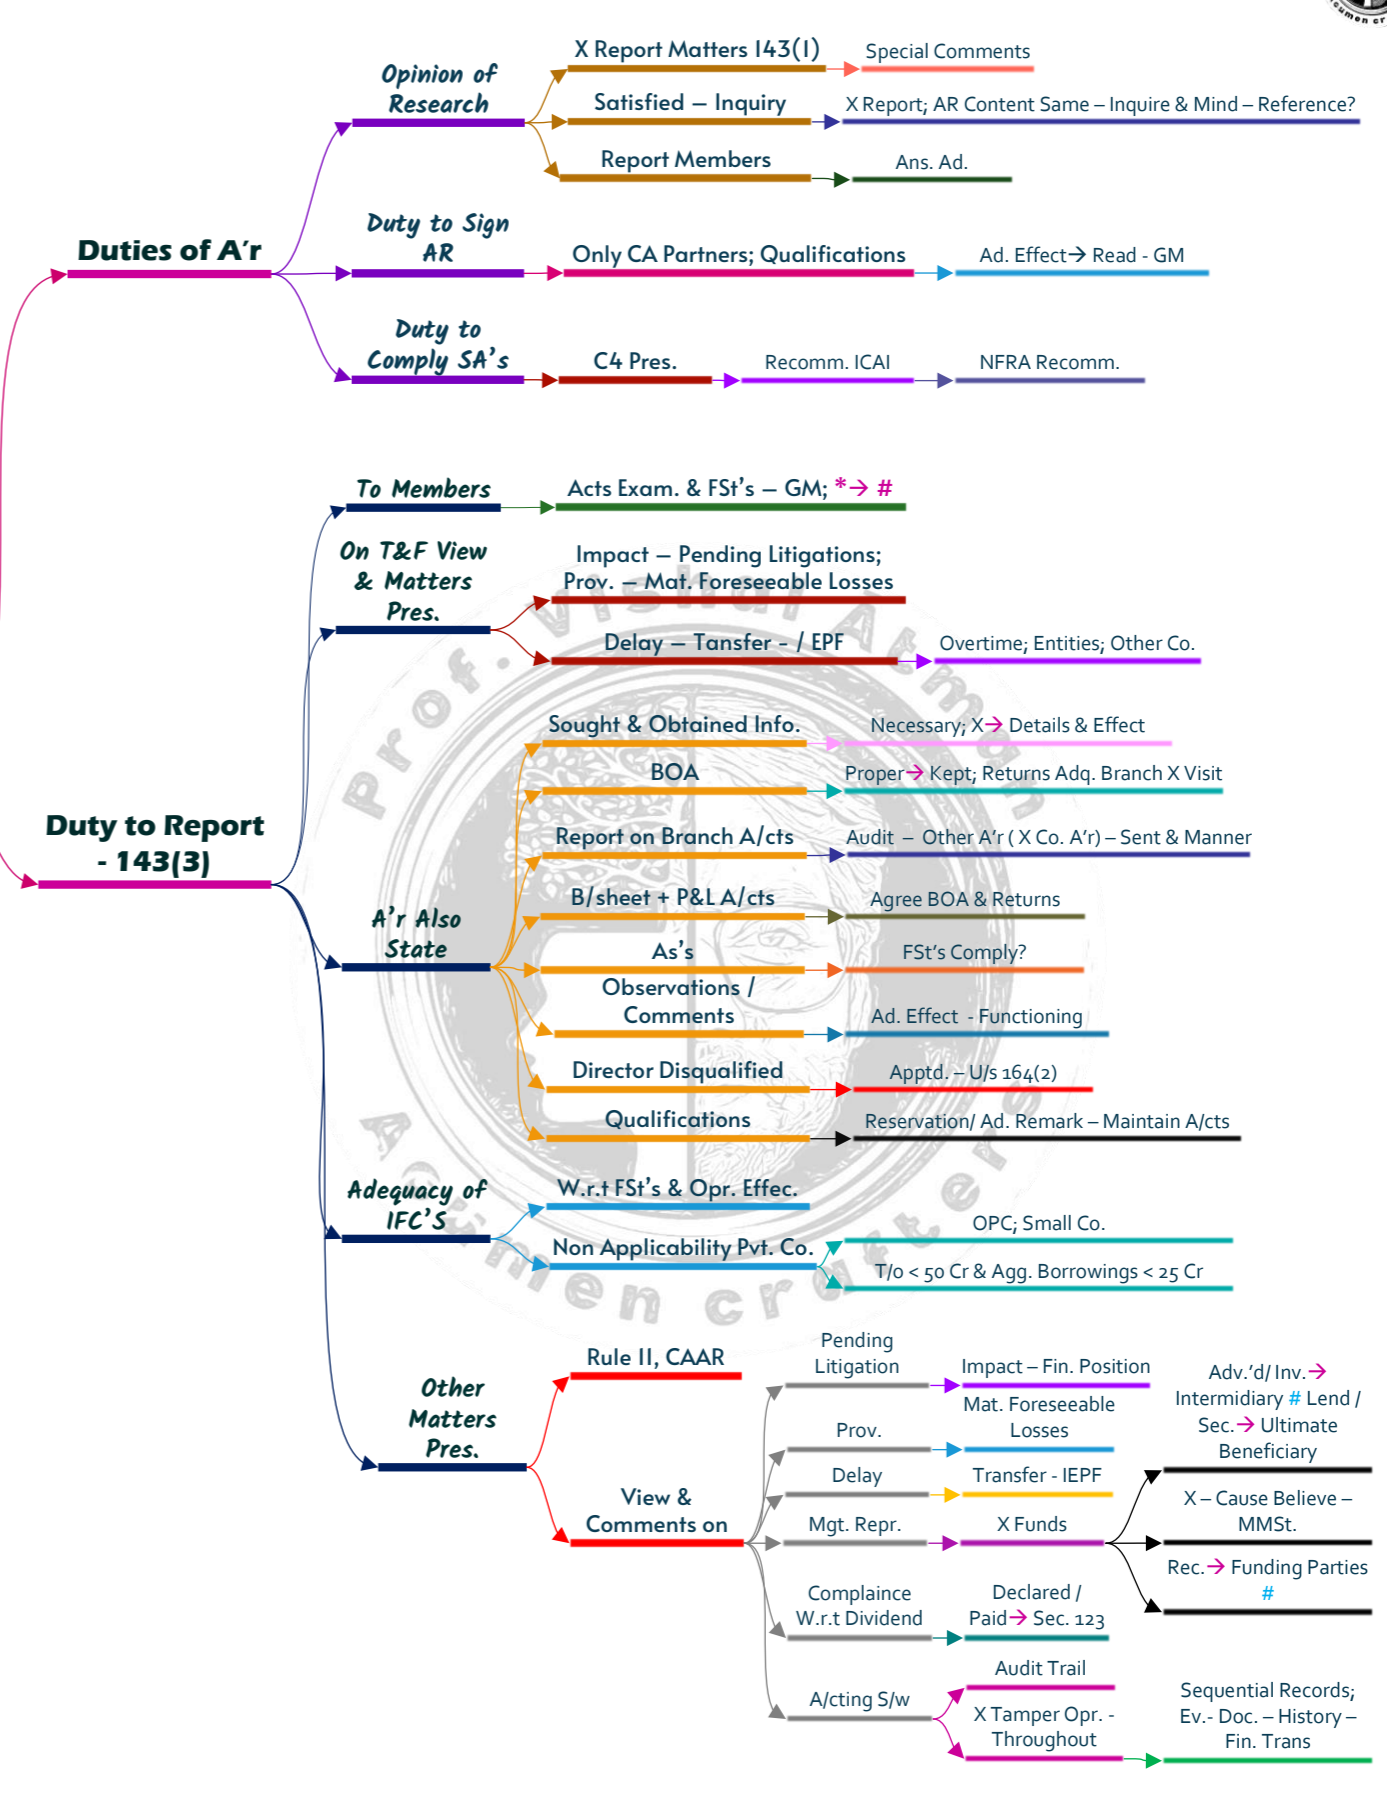 Duties of A'r
Opinion of
Research
X Report Matters 143(1)
Special Comments
Satisfied – Inquiry
X Report; AR Content Same – Inquire & Mind – Reference?
Report Members
Ans. Ad.
Duty to Sign
AR
Only CA Partners; Qualifications
Ad. Effect→ Read - GM
Duty to
Comply SA's
C4 Pres.
Recomm. ICAI
NFRA Recomm.
Duty to Report
- 143(3)
To Members
Acts Exam. & FSt's – GM; *→ #
On T&F View
& Matters
Pres.
Impact – Pending Litigations;
Prov. – Mat. Foreseeable Losses
Delay – Tansfer - / EPF
Overtime; Entities; Other Co.
A'r Also
State
Sought & Obtained Info.
Necessary; X→ Details & Effect
BOA
Proper→ Kept; Returns Adq. Branch X Visit
Report on Branch A/cts
Audit – Other A'r ( X Co. A'r) – Sent & Manner
B/sheet + P&L A/cts
Agree BOA & Returns
As's
FSt's Comply?
Observations /
Comments
Ad. Effect - Functioning
Director Disqualified
Apptd. – U/s 164(2)
Qualifications
Reservation/ Ad. Remark – Maintain A/cts
Adequacy of
IFC'S
W.r.t FSt's & Opr. Effec.
Non Applicability Pvt. Co.
OPC; Small Co.
T/o < 50 Cr & Agg. Borrowings < 25 Cr
Other
Matters
Pres.
Rule II, CAAR
View &
Comments on
Pending
Litigation
Impact – Fin. Position
Prov.
Mat. Foreseeable
Losses
Delay
Transfer - IEPF
Mgt. Repr.
X Funds
Adv.'d/ Inv.→
Intermidiary # Lend /
Sec.→ Ultimate
Beneficiary
X – Cause Believe –
MMSt.
Rec.→ Funding Parties
#
Complaince
W.r.t Dividend
Declared /
Paid→ Sec. 123
A/cting S/w
Audit Trail
X Tamper Opr. -
Throughout
Sequential Records;
Ev.- Doc. – History –
Fin. Trans
Prof. Vishal Atman
Acumen crafters